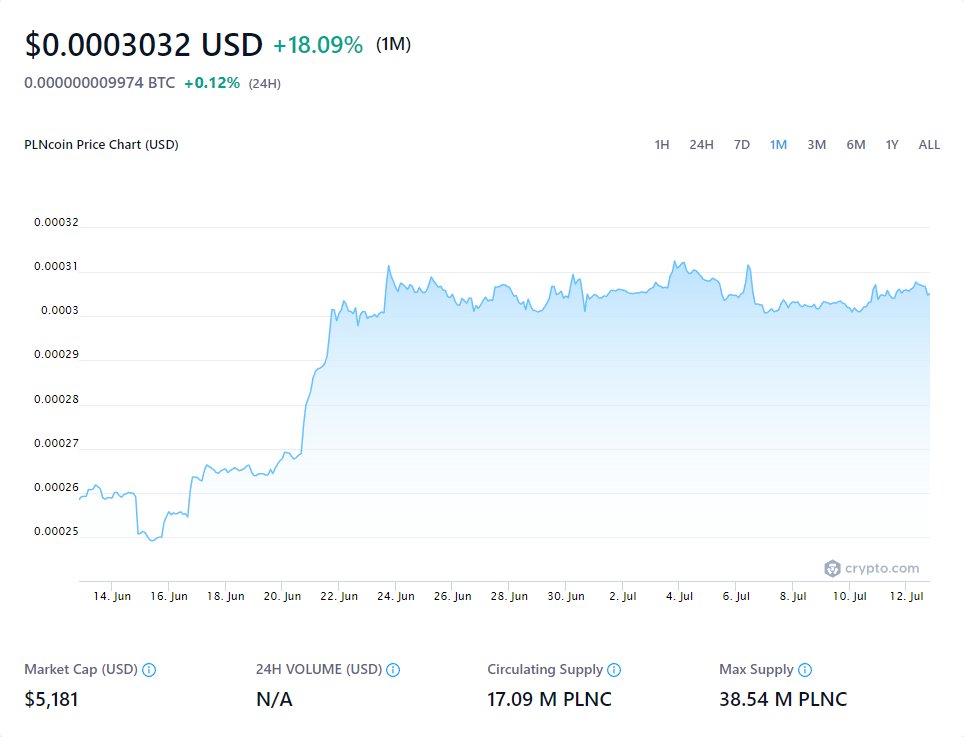 $0.0003032 USD +18.09% (1M)
0.000000009974 BTC +0.12% (24H)
PLNcoin Price Chart (USD) 1H 24H 7D 1M 3M 6M 1Y ALL
0.00032
0.00031
0.0003
0.00029
0.00028
0.00027
0.00026
0.00025
crypto.com
14. Jun 16. Jun 18. Jun 20. Jun 22. Jun 24. Jun 26. Jun 28. Jun 30. Jun 2. Jul 4. Jul 6. Jul 8. Jul 10. Jul 12. Jul
Market Cap (USD) 24H VOLUME (USD) Circulating Supply Max Supply
$5,181 N/A 17.09 M PLNC 38.54 M PLNC